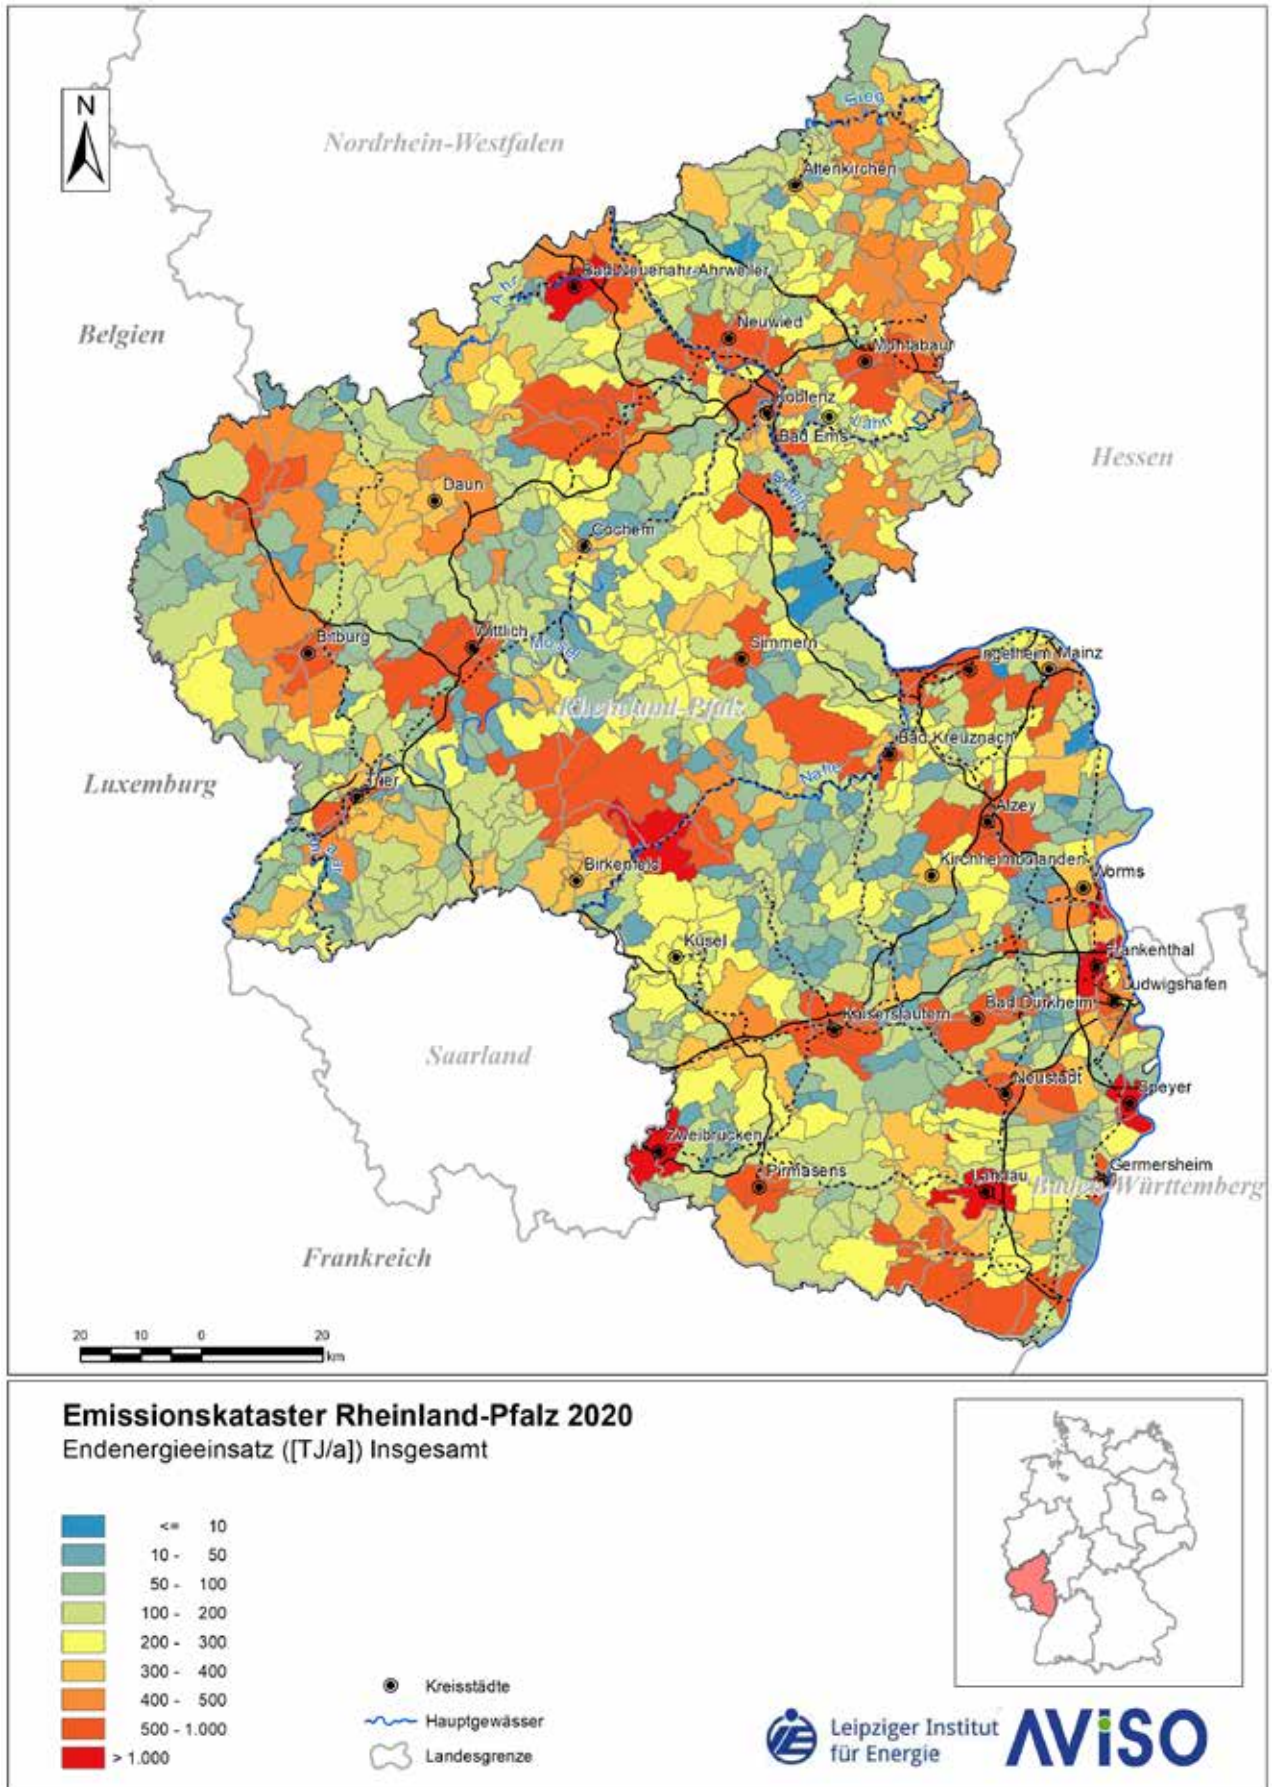 N
Nordrhein-Westfalen
Sieg
Altenkirchen
Bad Neuenahr-Ahrweiler
Ahr
Belgien
Neuwied
Montabaur
Koblenz
Lahn
Bad Ems
Hessen
Rhein
Daun
Cochem
Bitburg
Wittlich
Mosel
Simmern
Ingelheim
Mainz
Rheinland-Pfalz
Bad Kreuznach
Nahe
Luxemburg
Trier
Alzey
Birkenfeld
Kirchheimbolanden
Worms
Kusel
Frankenthal
Ludwigshafen
Bad Dürkheim
Kaiserslautern
Saarland
Neustadt
Speyer
Zweibrücken
Pirmasens
Landau
Germersheim
Baden-Württemberg
Frankreich
20 10 0 20
km
Emissionskataster Rheinland-Pfalz 2020
Endenergieeinsatz ([TJ/a]) Insgesamt
<= 10
10 - 50
50 - 100
100 - 200
200 - 300
300 - 400
400 - 500
500 - 1.000
> 1.000
Kreisstädte
Hauptgewässer
Landesgrenze
Leipziger Institut
für Energie
AViSO